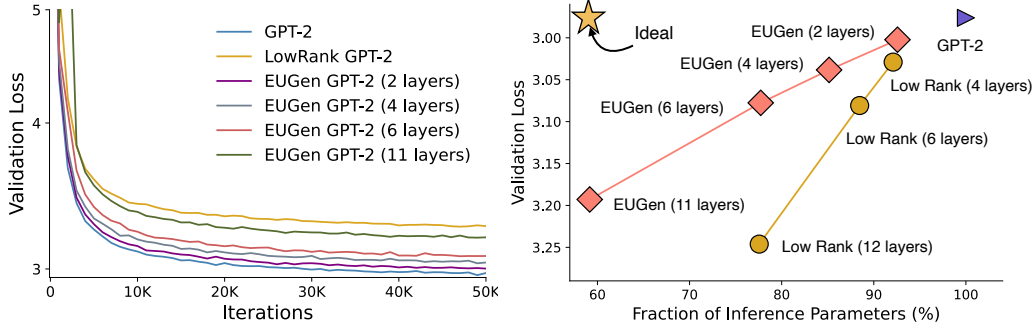 5
4
3
Validation Loss
GPT-2
LowRank GPT-2
EUGen GPT-2 (2 layers)
EUGen GPT-2 (4 layers)
EUGen GPT-2 (6 layers)
EUGen GPT-2 (11 layers)
0
10K
20K
30K
40K
50K
Iterations
3.00
3.05
3.10
3.15
3.20
3.25
Validation Loss
Ideal
EUGen (2 layers)
GPT-2
EUGen (4 layers)
Low Rank (4 layers)
EUGen (6 layers)
Low Rank (6 layers)
EUGen (11 layers)
Low Rank (12 layers)
60
70
80
90
100
Fraction of Inference Parameters (%)